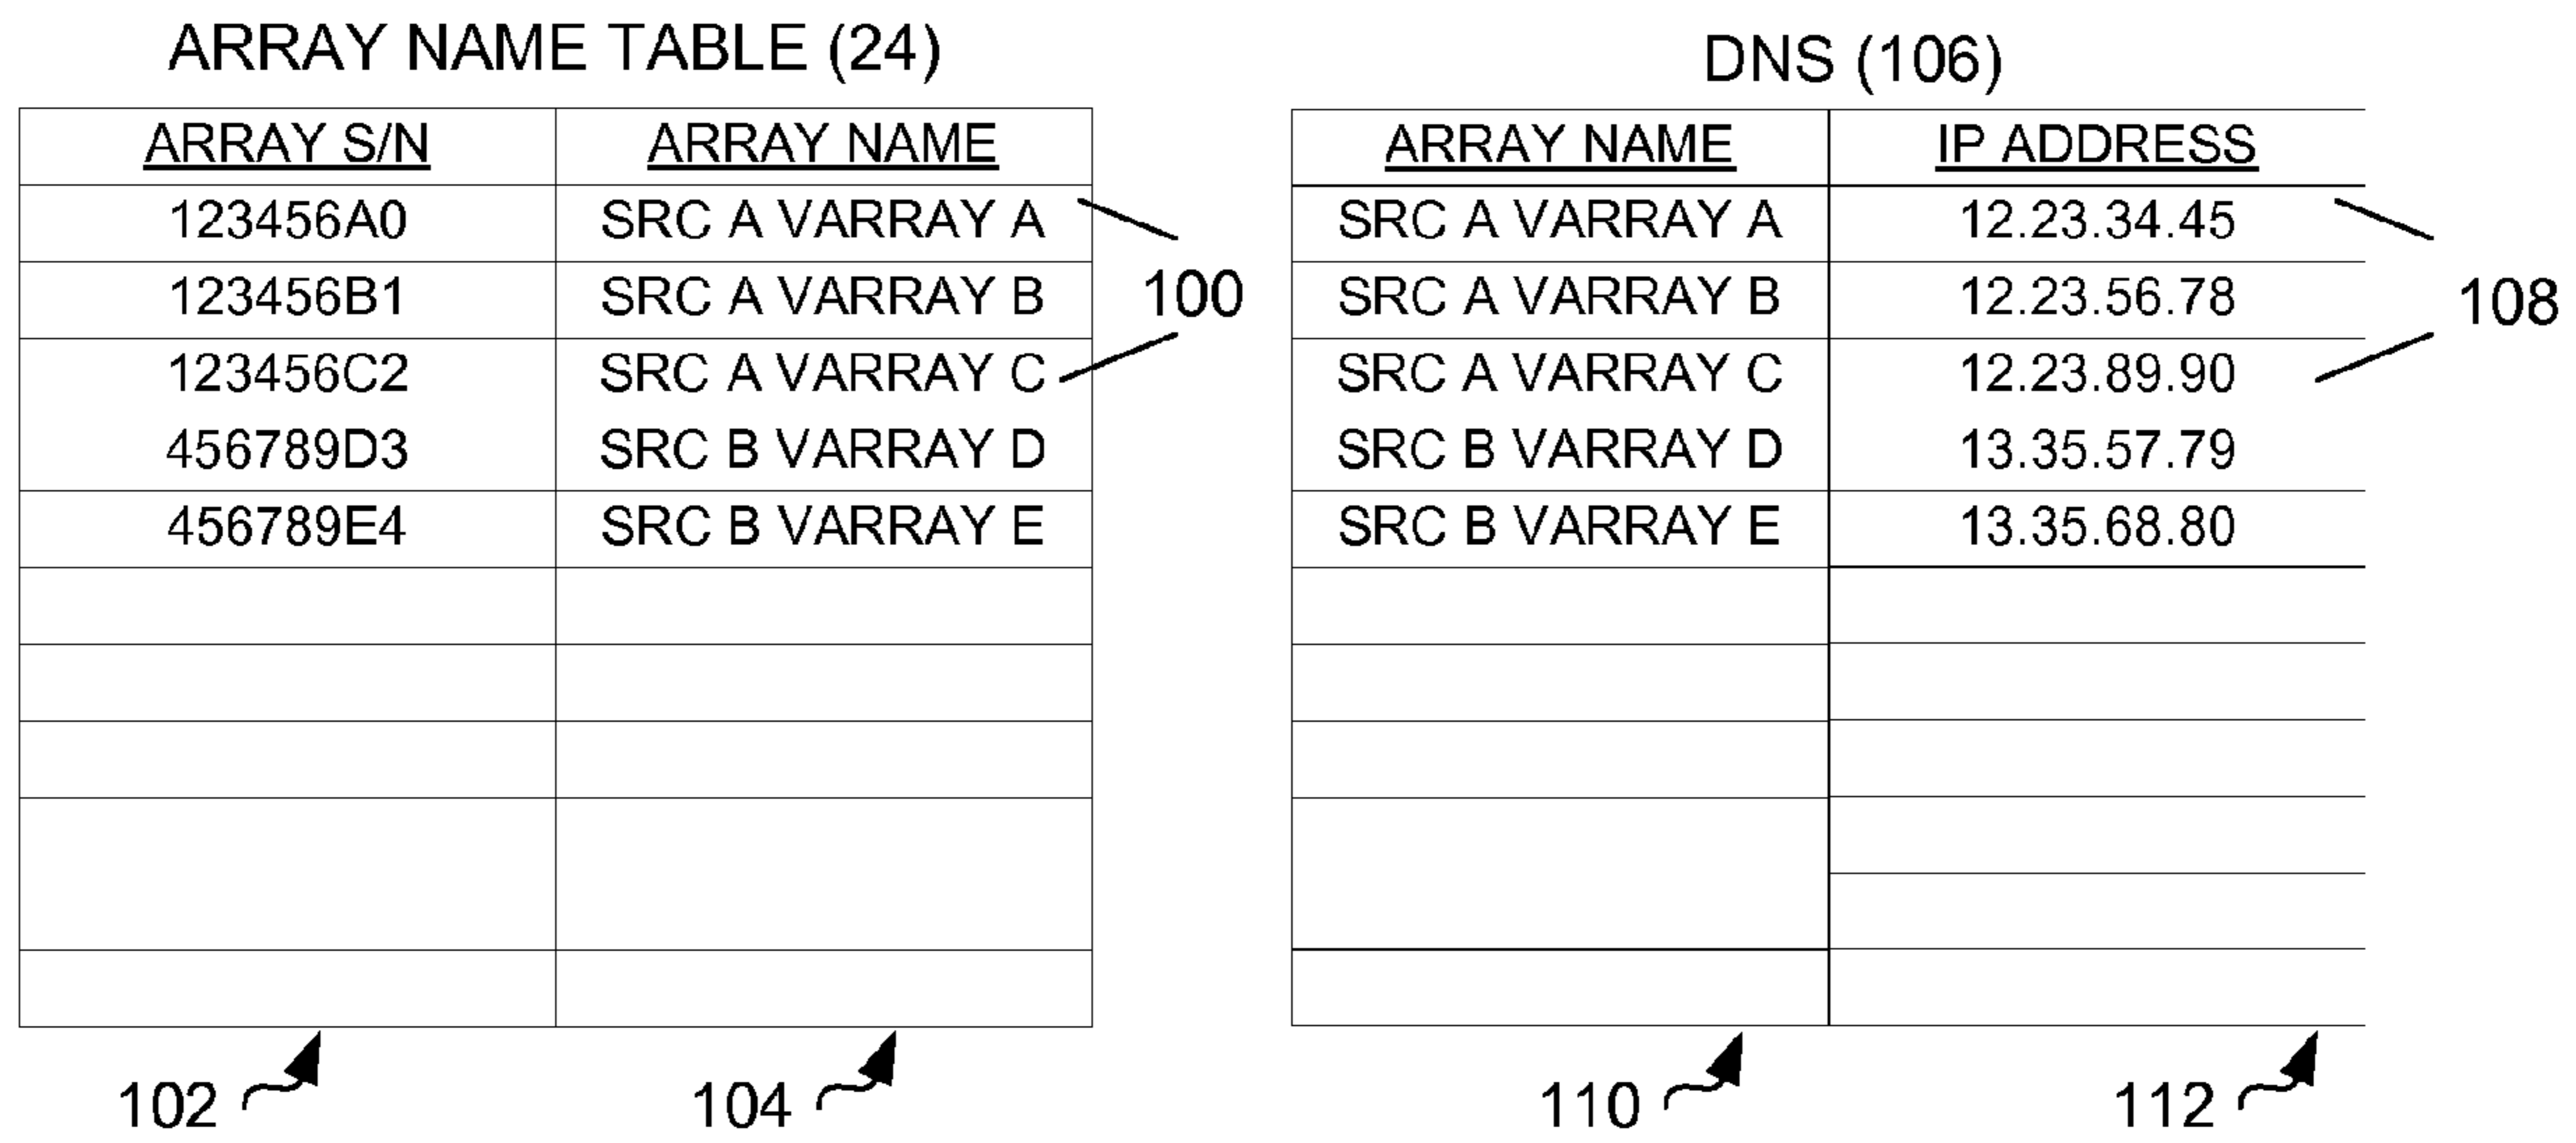 ARRAY NAME TABLE (24)
ARRAY S/N ARRAY NAME
123456A0 SRC A VARRAY A
123456B1 SRC A VARRAY B
123456C2 SRC A VARRAY C
456789D3 SRC B VARRAY D
456789E4 SRC B VARRAY E
100
102
104
DNS (106)
ARRAY NAME IP ADDRESS
SRC A VARRAY A 12.23.34.45
SRC A VARRAY B 12.23.56.78
SRC A VARRAY C 12.23.89.90
SRC B VARRAY D 13.35.57.79
SRC B VARRAY E 13.35.68.80
108
110
112